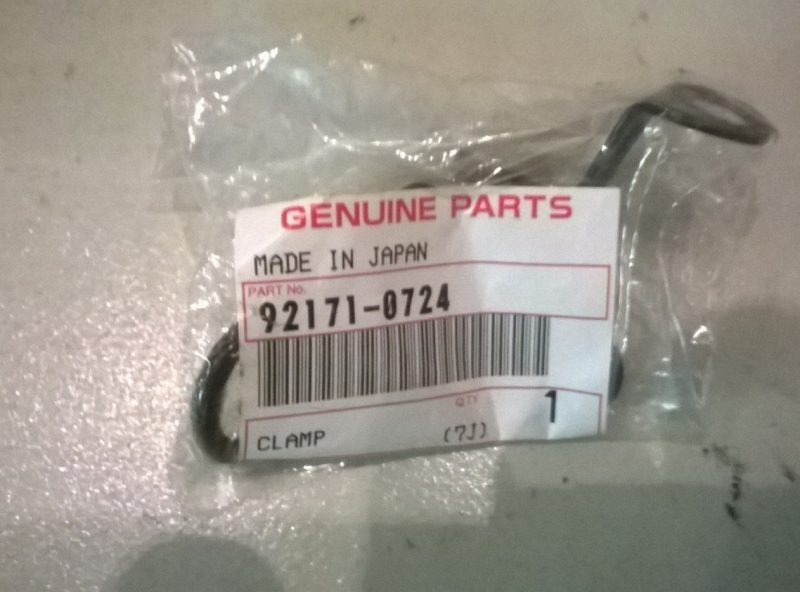 GENUINE PARTS
MADE IN JAPAN
PART No.
92171-0724
QTY 1
CLAMP (7J)